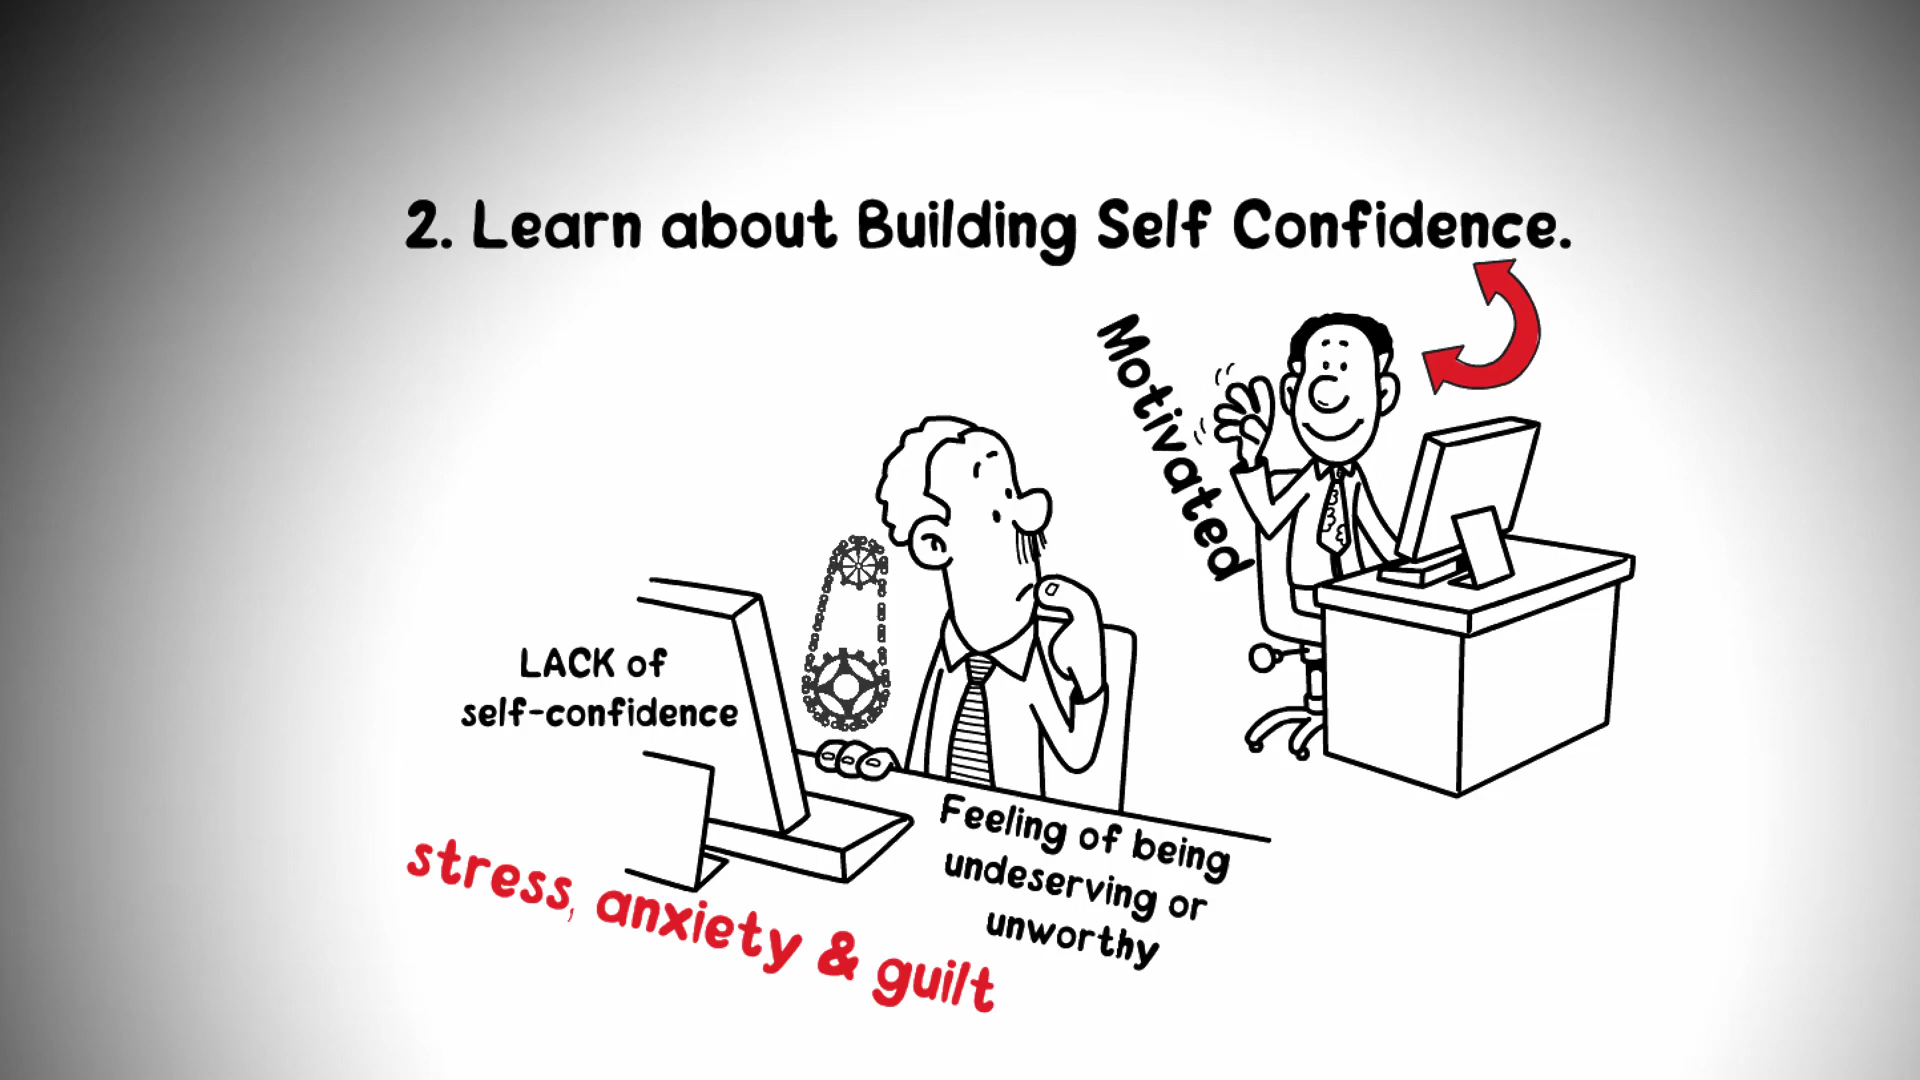 2. Learn about Building Self Confidence.
Motivated
LACK of
self-confidence
Feeling of being
undeserving or
unworthy
stress, anxiety & guilt